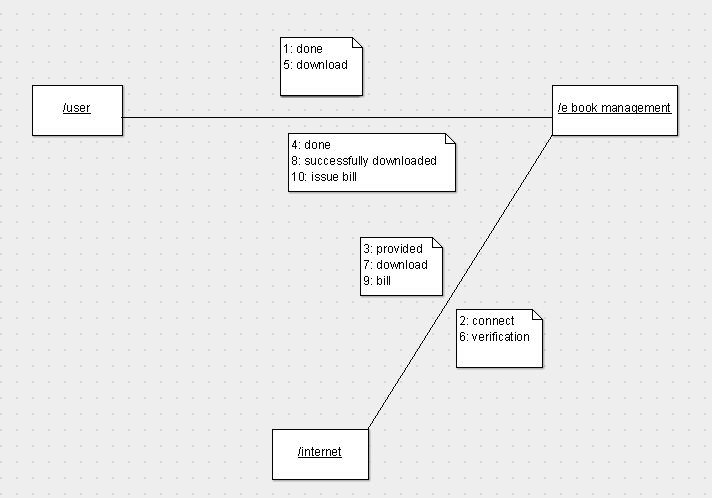 1: done
5: download
/user
/e book management
4: done
8: successfully downloaded
10: issue bill
3: provided
7: download
9: bill
2: connect
6: verification
/internet